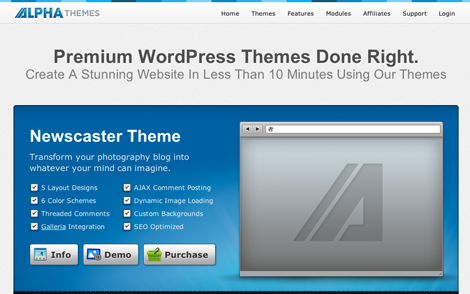 ALPHA THEMES
Home Themes Features Modules Affiliates Support Login
Premium WordPress Themes Done Right.
Create A Stunning Website In Less Than 10 Minutes Using Our Themes
Newscaster Theme
Transform your photography blog into
whatever your mind can imagine.
5 Layout Designs
6 Color Schemes
Threaded Comments
Galleria Integration
AJAX Comment Posting
Dynamic Image Loading
Custom Backgrounds
SEO Optimized
Info Demo Purchase